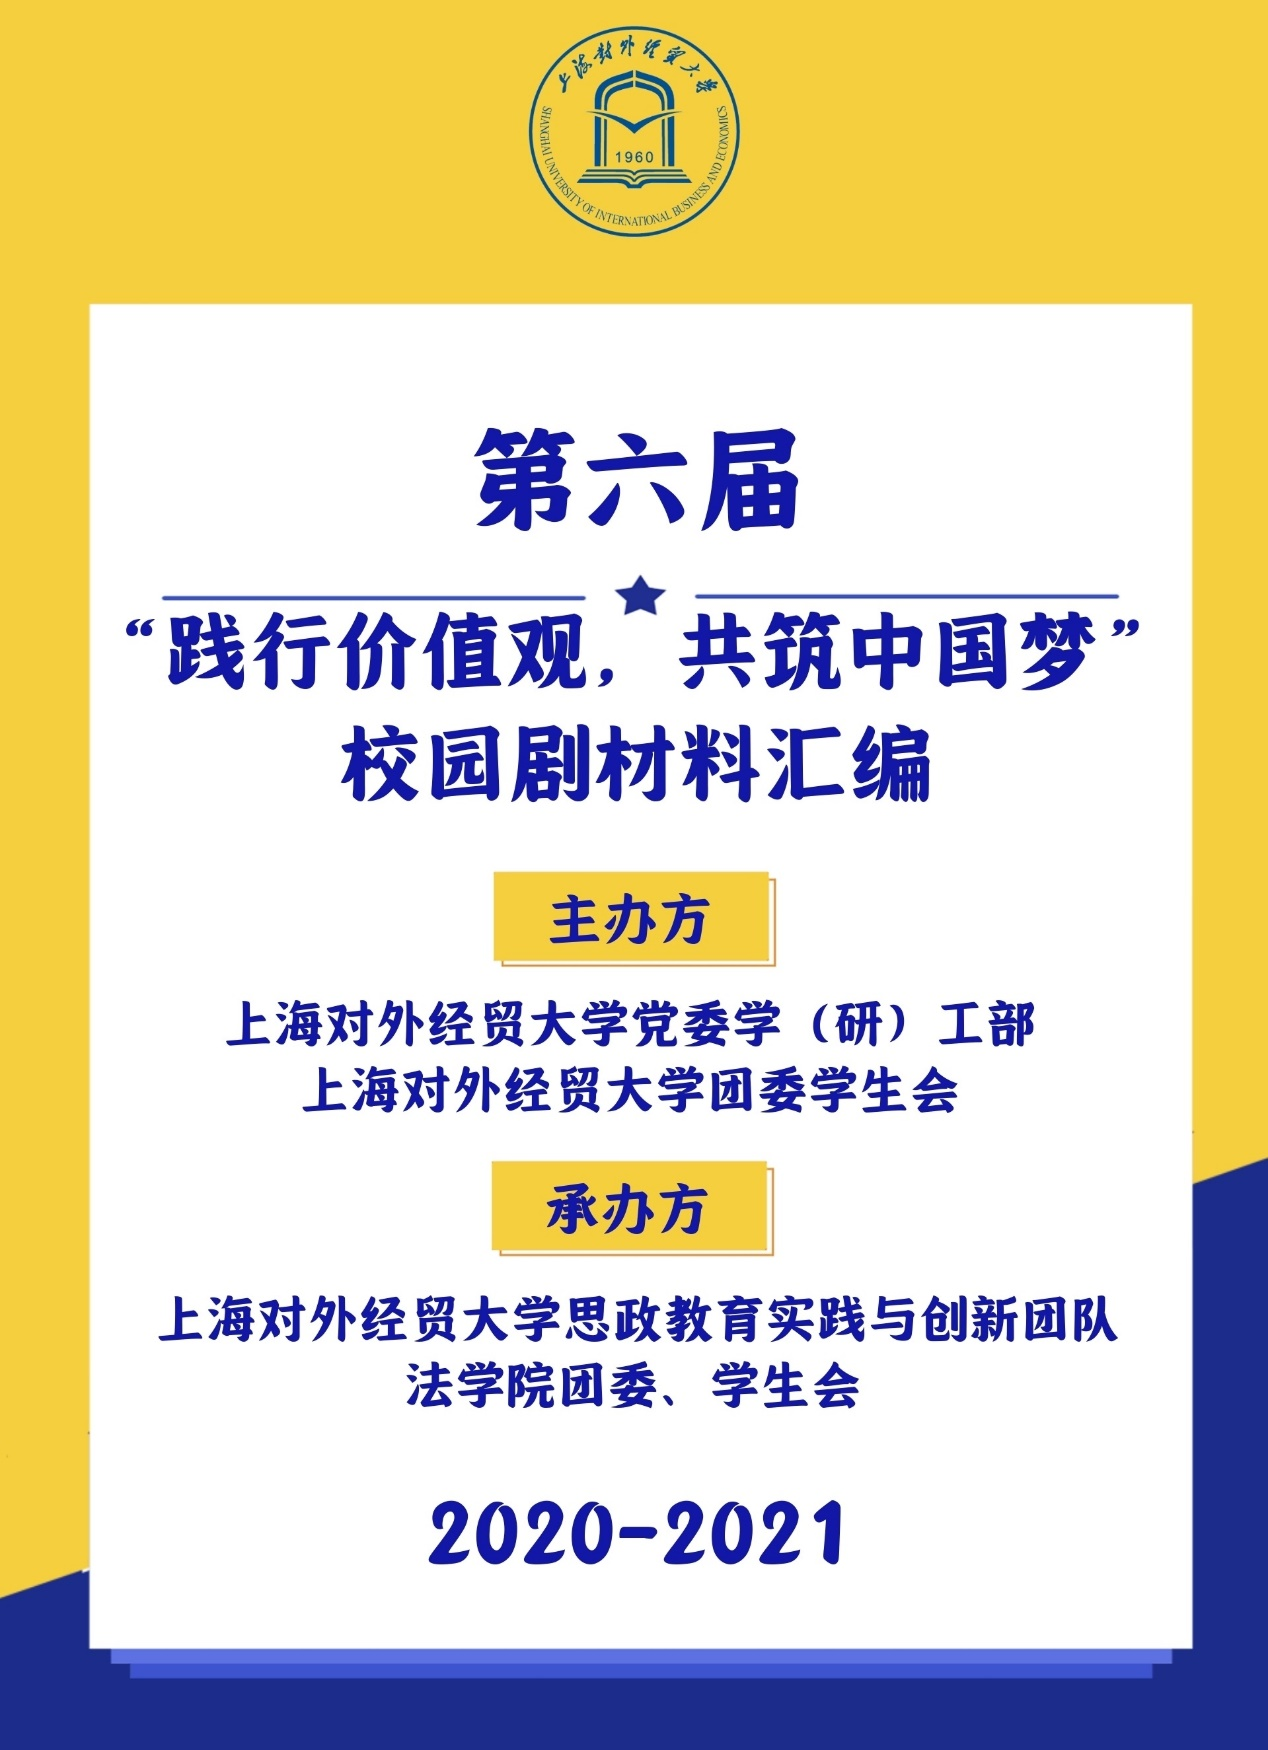 上海对外经贸大学
1960
SHANGHAI UNIVERSITY OF INTERNATIONAL BUSINESS AND ECONOMICS
第六届
“践行价值观，共筑中国梦”
校园剧材料汇编
主办方
上海对外经贸大学党委学（研）工部
上海对外经贸大学团委学生会
承办方
上海对外经贸大学思政教育实践与创新团队
法学院团委、学生会
2020-2021